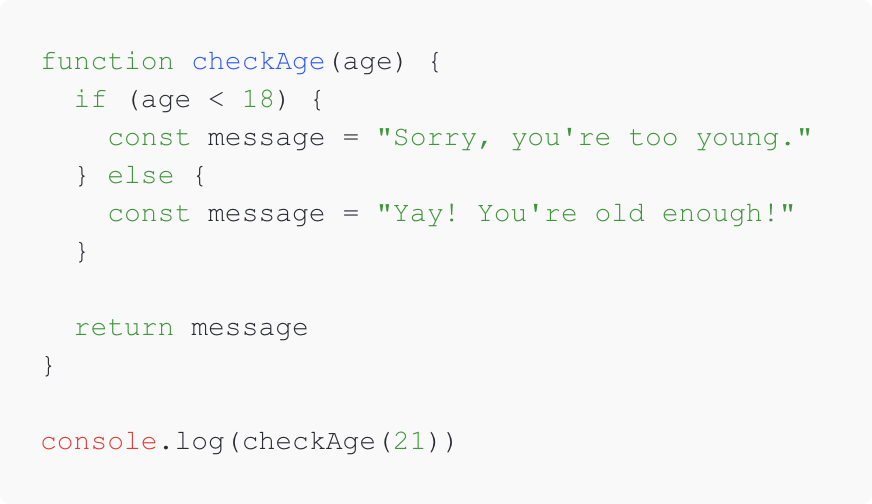 function checkAge(age) {
  if (age < 18) {
    const message = "Sorry, you're too young."
  } else {
    const message = "Yay! You're old enough!"
  }

  return message
}

console.log(checkAge(21))